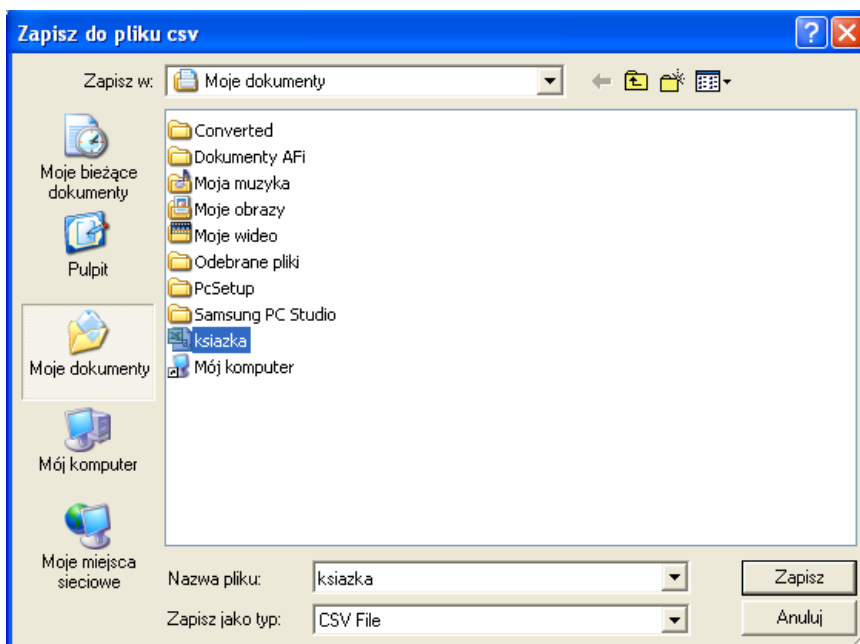 Zapisz do pliku csv
Zapisz w: Moje dokumenty
Moje bieżące
dokumenty
Pulpit
Moje dokumenty
Mój komputer
Moje miejsca
sieciowe
Converted
Dokumenty AFi
Moja muzyka
Moje obrazy
Moje wideo
Odebrane pliki
PcSetup
Samsung PC Studio
ksiazka
Mój komputer
Nazwa pliku: ksiazka
Zapisz
Zapisz jako typ: CSV File
Anuluj